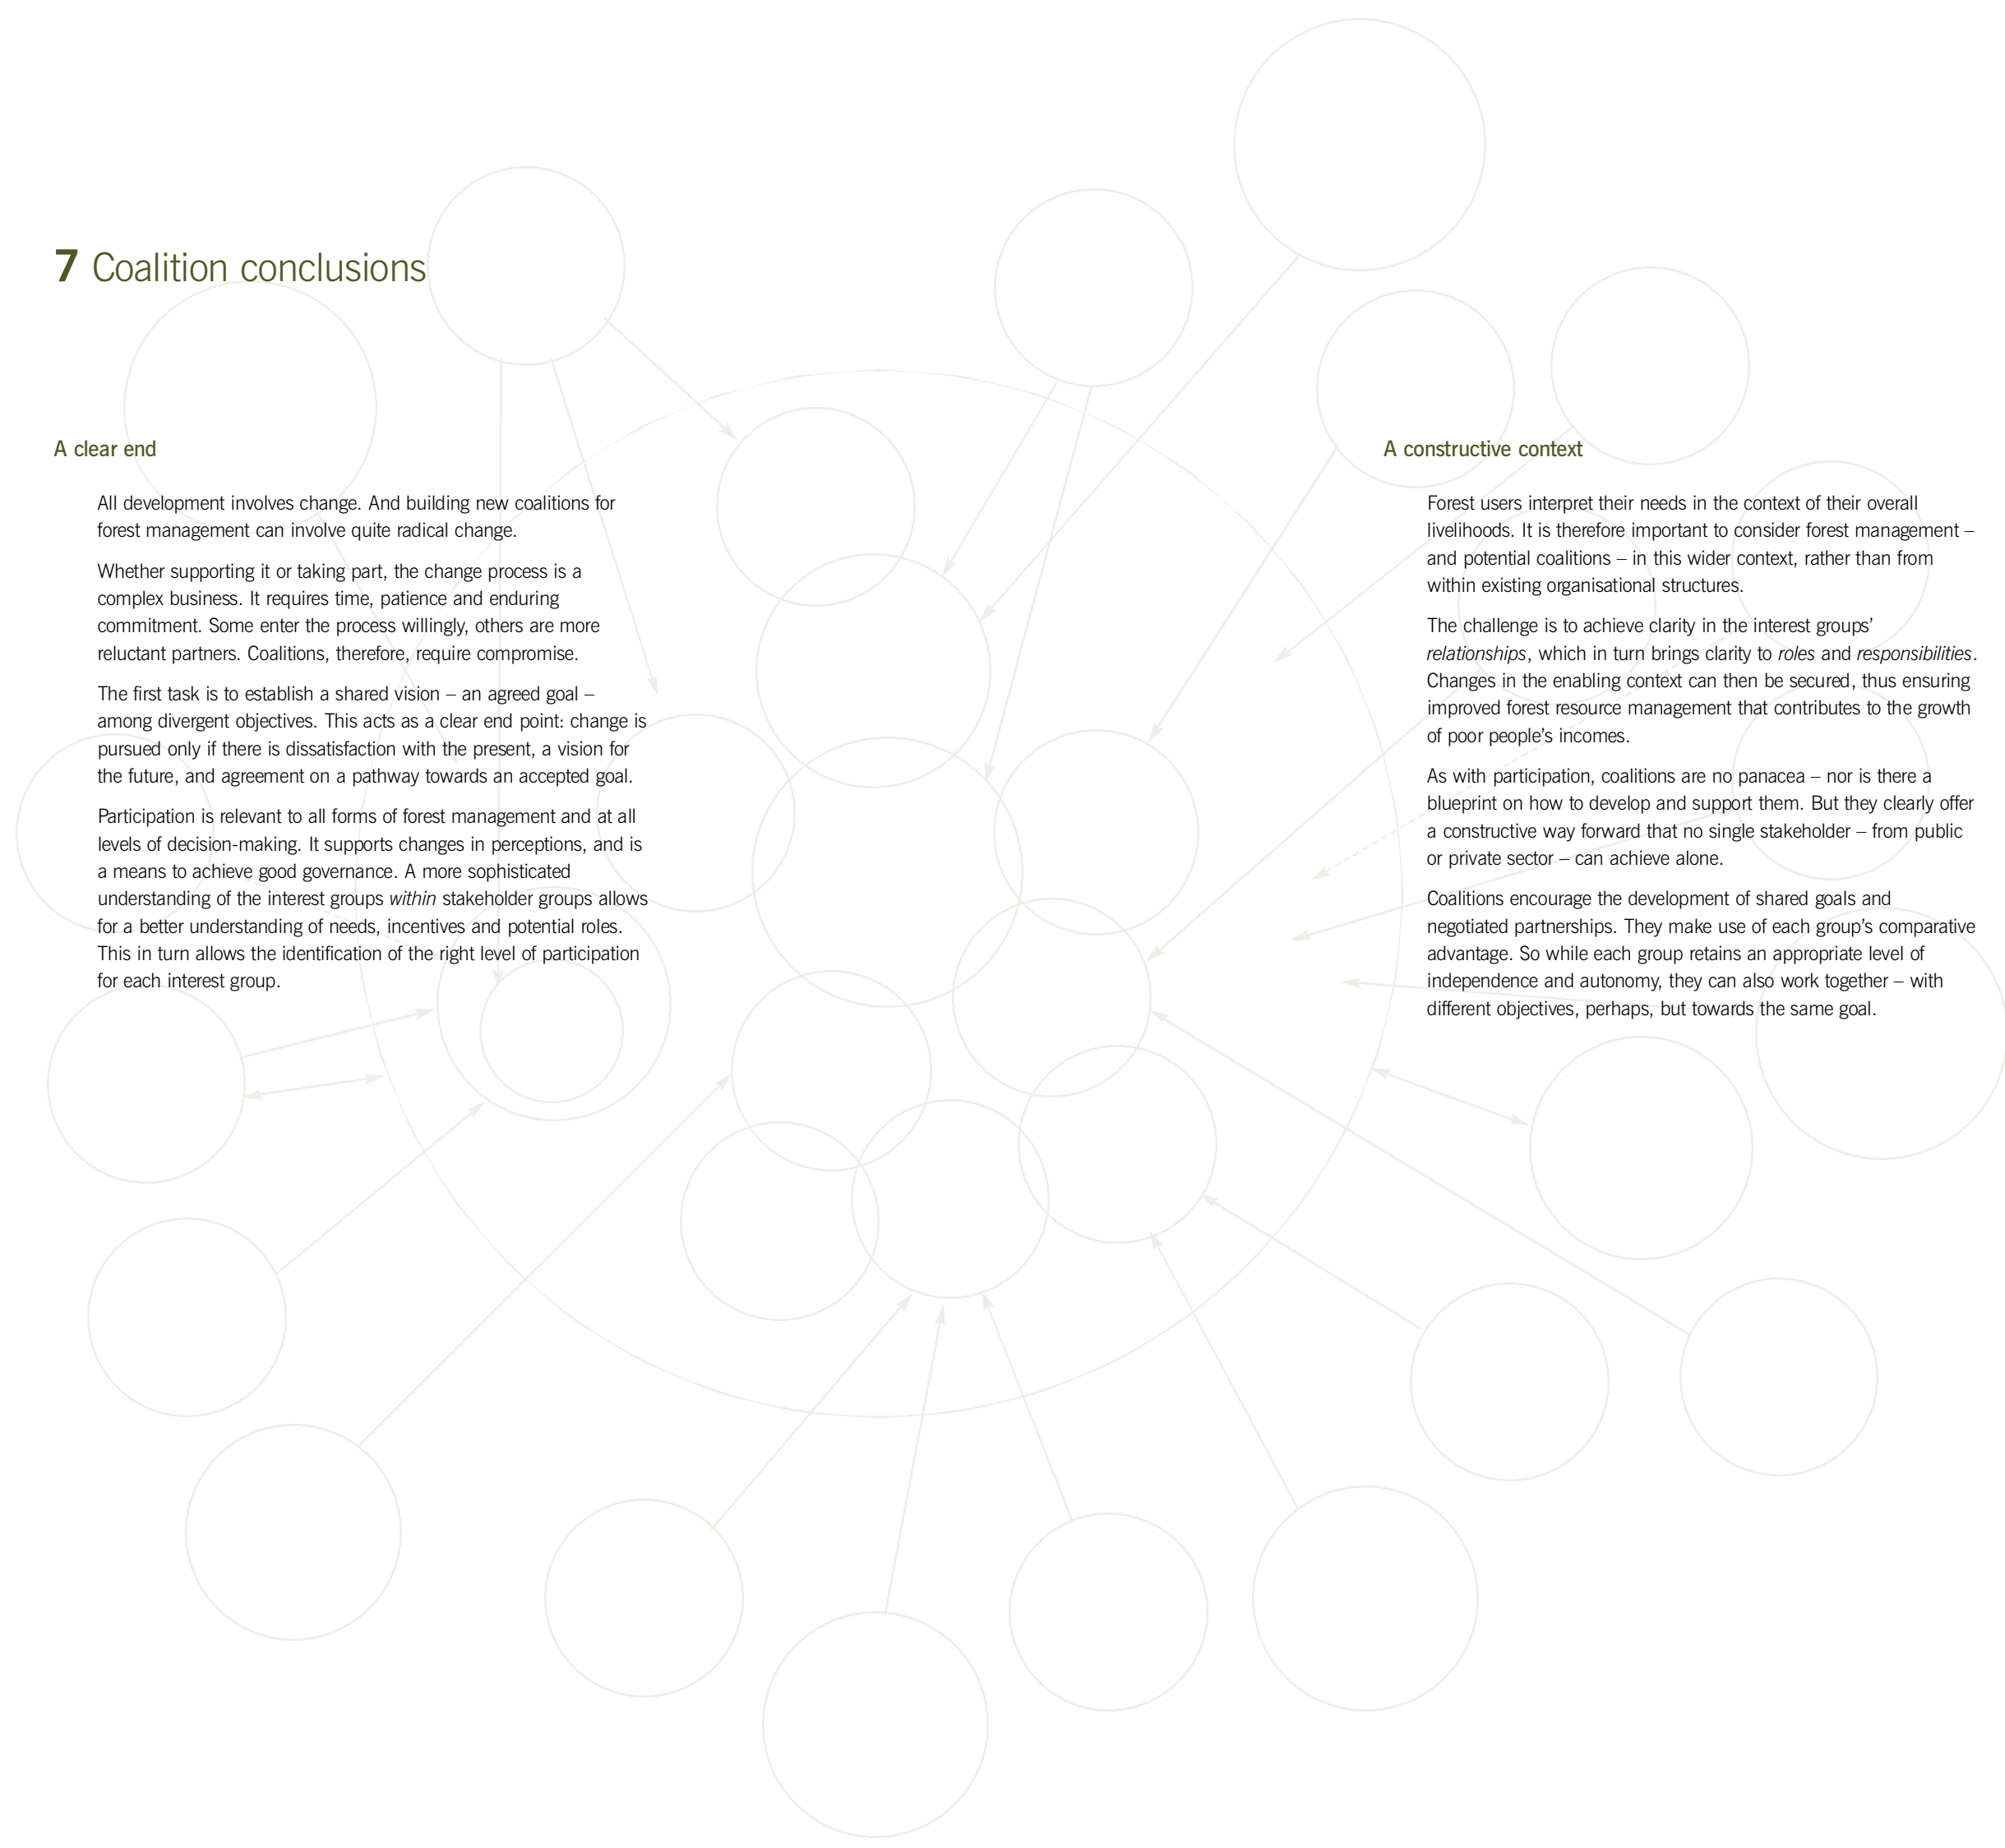 7 Coalition conclusions
A clear end
All development involves change. And building new coalitions for
forest management can involve quite radical change.
Whether supporting it or taking part, the change process is a
complex business. It requires time, patience and enduring
commitment. Some enter the process willingly, others are more
reluctant partners. Coalitions, therefore, require compromise.
The first task is to establish a shared vision – an agreed goal –
among divergent objectives. This acts as a clear end point: change is
pursued only if there is dissatisfaction with the present, a vision for
the future, and agreement on a pathway towards an accepted goal.
Participation is relevant to all forms of forest management and at all
levels of decision-making. It supports changes in perceptions, and is
a means to achieve good governance. A more sophisticated
understanding of the interest groups within stakeholder groups allows
for a better understanding of needs, incentives and potential roles.
This in turn allows the identification of the right level of participation
for each interest group.
A constructive context
Forest users interpret their needs in the context of their overall
livelihoods. It is therefore important to consider forest management –
and potential coalitions – in this wider context, rather than from
within existing organisational structures.
The challenge is to achieve clarity in the interest groups’
relationships, which in turn brings clarity to roles and responsibilities.
Changes in the enabling context can then be secured, thus ensuring
improved forest resource management that contributes to the growth
of poor people’s incomes.
As with participation, coalitions are no panacea – nor is there a
blueprint on how to develop and support them. But they clearly offer
a constructive way forward that no single stakeholder – from public
or private sector – can achieve alone.
Coalitions encourage the development of shared goals and
negotiated partnerships. They make use of each group’s comparative
advantage. So while each group retains an appropriate level of
independence and autonomy, they can also work together – with
different objectives, perhaps, but towards the same goal.